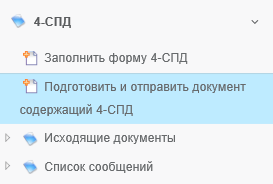 4-СПД
Заполнить форму 4-СПД
Подготовить и отправить документ
содержащий 4-СПД
Исходящие документы
Список сообщений